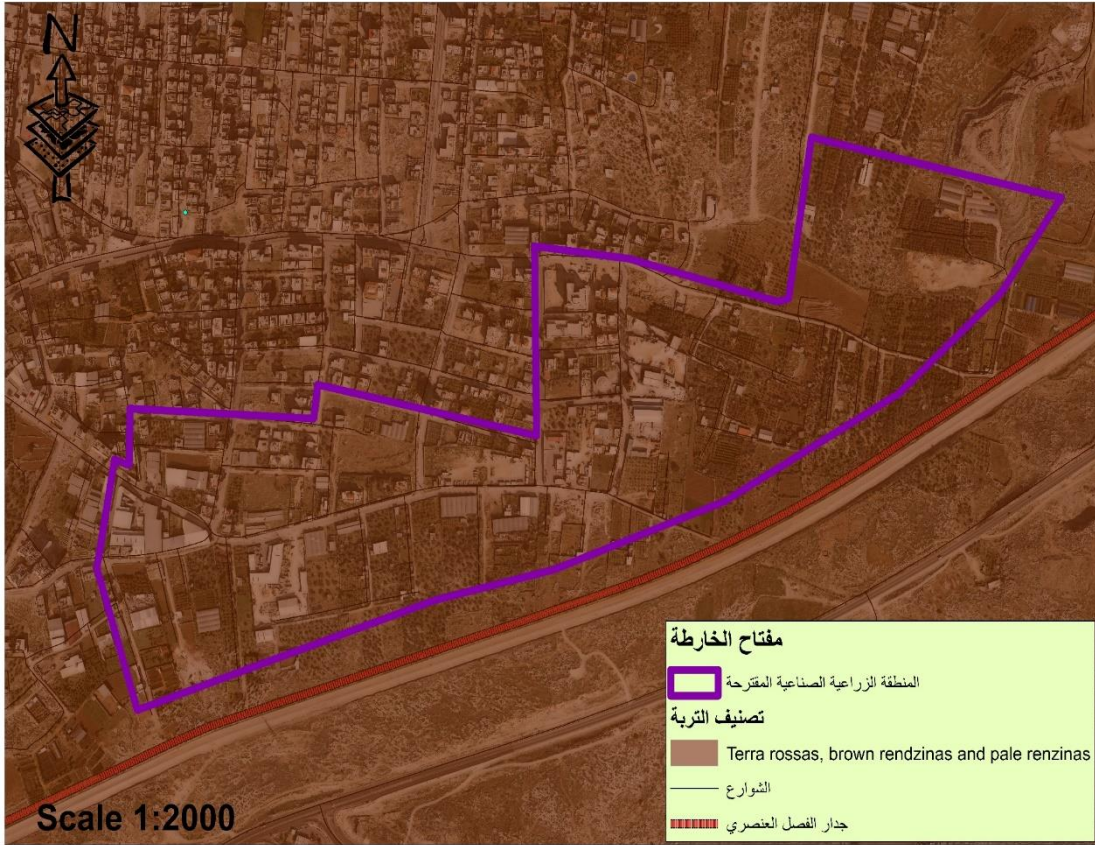 N
مفتاح الخارطة
المنطقة الزراعية الصناعية المقترحة
تصنيف التربة
Terra rossas, brown rendzinas and pale renzinas
الشوارع
جدار الفصل العنصري
Scale 1:2000